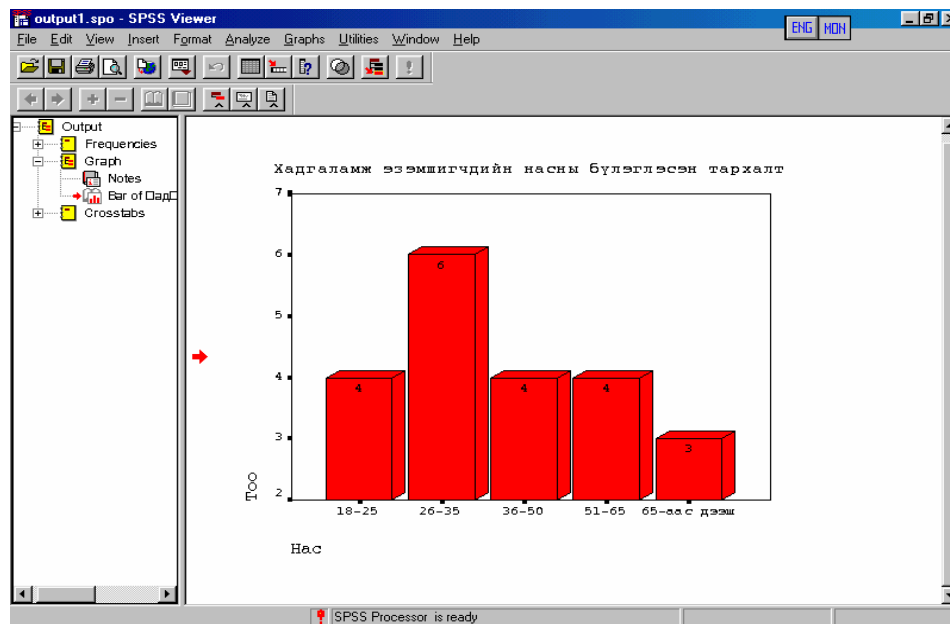 output1.spo - SPSS Viewer
ENG MON
File Edit View Insert Format Analyze Graphs Utilities Window Help
Output
Frequencies
Graph
Notes
Bar of
Crosstabs
Хадгаламж эзэмшигчдийн насны бүлэглэсэн тархалт
7
6
5
4
3
2
6
4
4
4
3
Тоо
18-25 26-35 36-50 51-65 65-аас дээш
Нас
SPSS Processor is ready